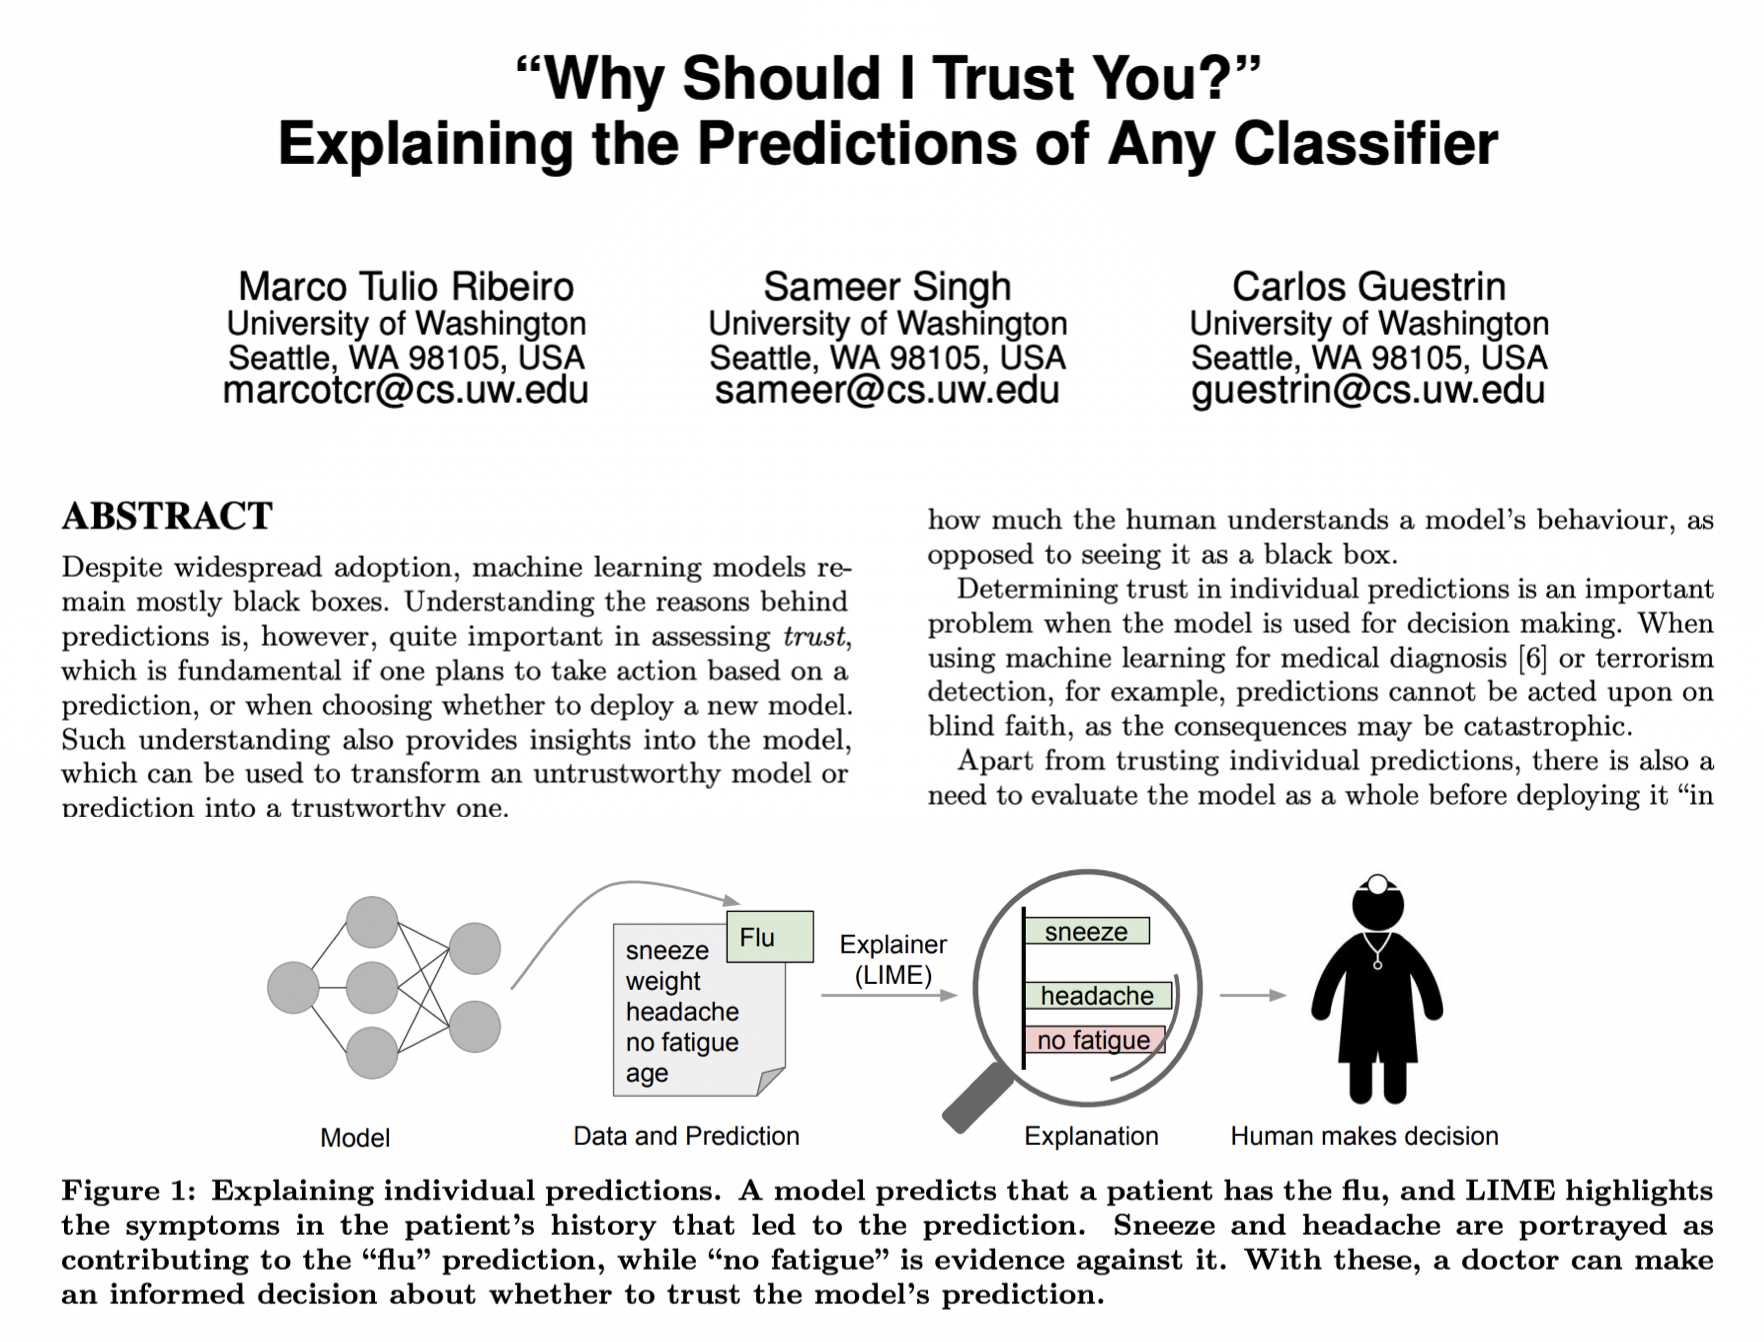 “Why Should I Trust You?”
Explaining the Predictions of Any Classifier
Marco Tulio Ribeiro
University of Washington
Seattle, WA 98105, USA
marcotcr@cs.uw.edu
Sameer Singh
University of Washington
Seattle, WA 98105, USA
sameer@cs.uw.edu
Carlos Guestrin
University of Washington
Seattle, WA 98105, USA
guestrin@cs.uw.edu
ABSTRACT
Despite widespread adoption, machine learning models re-
main mostly black boxes. Understanding the reasons behind
predictions is, however, quite important in assessing trust,
which is fundamental if one plans to take action based on a
prediction, or when choosing whether to deploy a new model.
Such understanding also provides insights into the model,
which can be used to transform an untrustworthy model or
prediction into a trustworthy one.
how much the human understands a model’s behaviour, as
opposed to seeing it as a black box.
Determining trust in individual predictions is an important
problem when the model is used for decision making. When
using machine learning for medical diagnosis [6] or terrorism
detection, for example, predictions cannot be acted upon on
blind faith, as the consequences may be catastrophic.
Apart from trusting individual predictions, there is also a
need to evaluate the model as a whole before deploying it “in
Model
Flu
sneeze
weight
headache
no fatigue
age
Data and Prediction
Explainer
(LIME)
sneeze
headache
no fatigue
Explanation
Human makes decision
Figure 1: Explaining individual predictions. A model predicts that a patient has the flu, and LIME highlights
the symptoms in the patient’s history that led to the prediction. Sneeze and headache are portrayed as
contributing to the “flu” prediction, while “no fatigue” is evidence against it. With these, a doctor can make
an informed decision about whether to trust the model’s prediction.